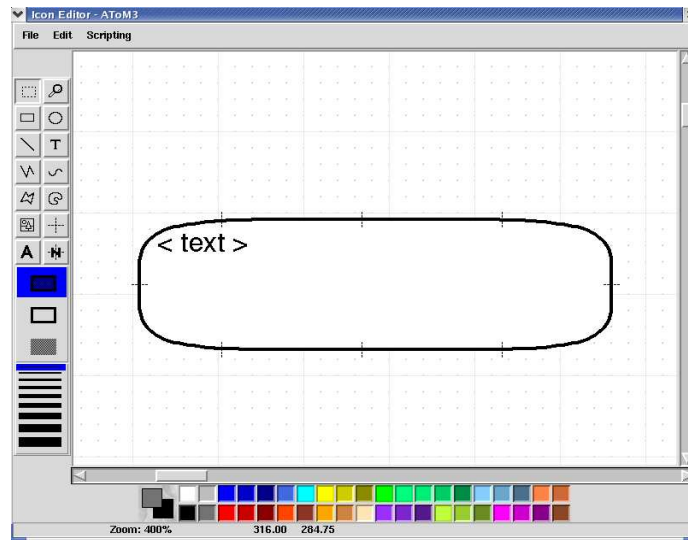 Icon Editor - AToM3
File Edit Scripting
T
A N
< text >
Zoom: 400% 316.00 284.75